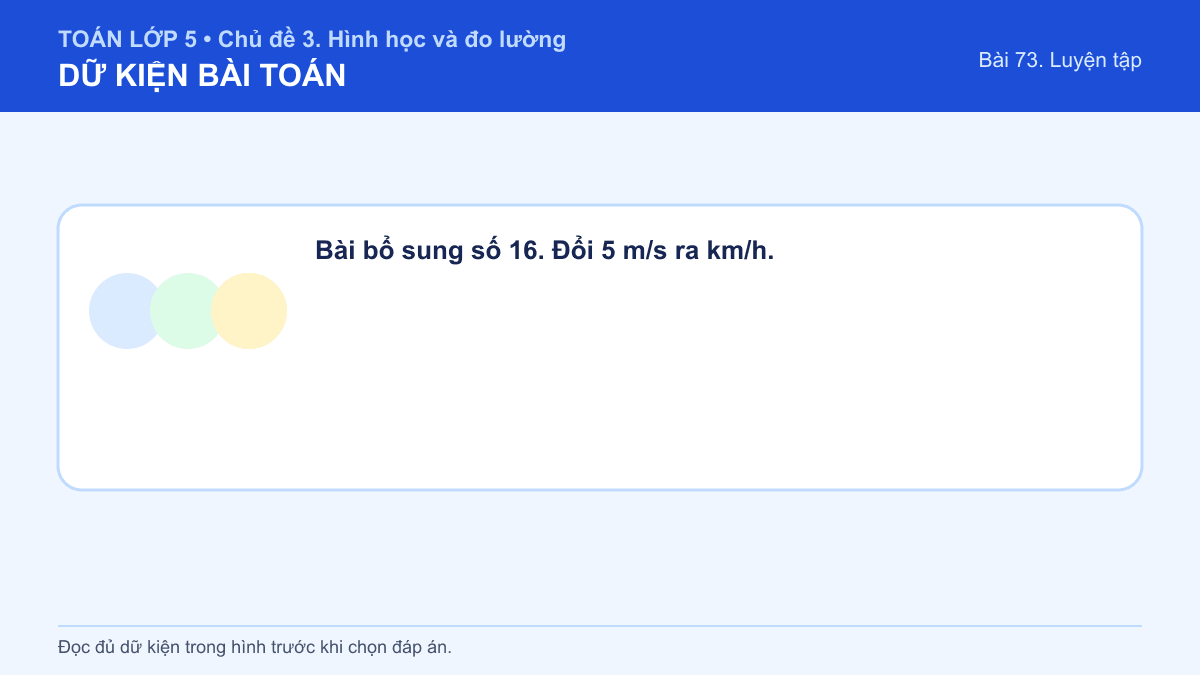 TOÁN LỚP 5 • Chủ đề 3. Hình học và đo lường
DỮ KIỆN BÀI TOÁN
Bài 73. Luyện tập
Bài bổ sung số 16. Đổi 5 m/s ra km/h.
Đọc đủ dữ kiện trong hình trước khi chọn đáp án.